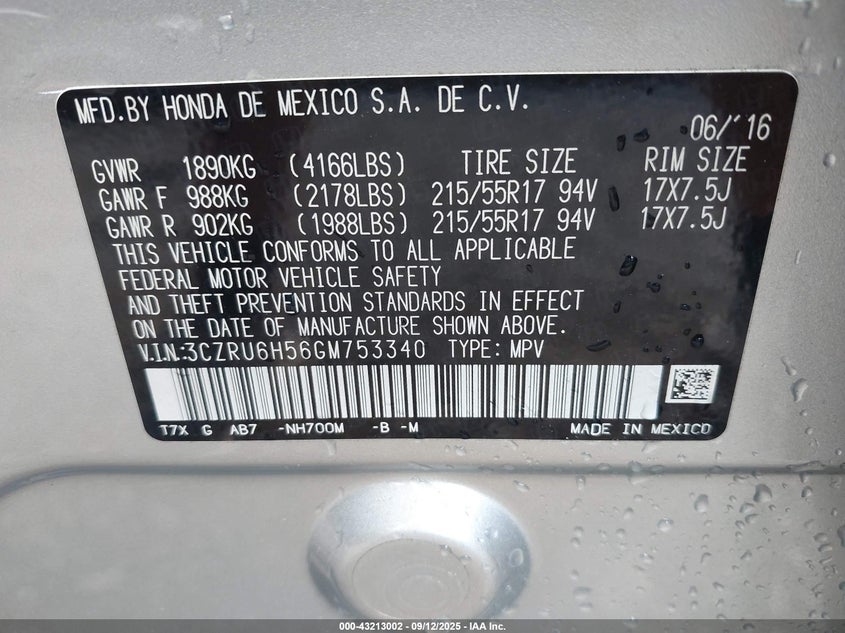 MFD.BY HONDA DE MEXICO S.A. DE C.V.
06/'16
GVWR 1890KG (4166LBS) TIRE SIZE RIM SIZE
GAWR F 988KG (2178LBS) 215/55R17 94V 17X7.5J
GAWR R 902KG (1988LBS) 215/55R17 94V 17X7.5J
THIS VEHICLE CONFORMS TO ALL APPLICABLE
FEDERAL MOTOR VEHICLE SAFETY
AND THEFT PREVENTION STANDARDS IN EFFECT
ON THE DATE OF MANUFACTURE SHOWN ABOVE.
V.I.N.:3CZRU6H56GM753340 TYPE: MPV
T7X G AB7 -NH700M -B -M MADE IN MEXICO
000-43213002 - 09/12/2025 - IAA Inc.